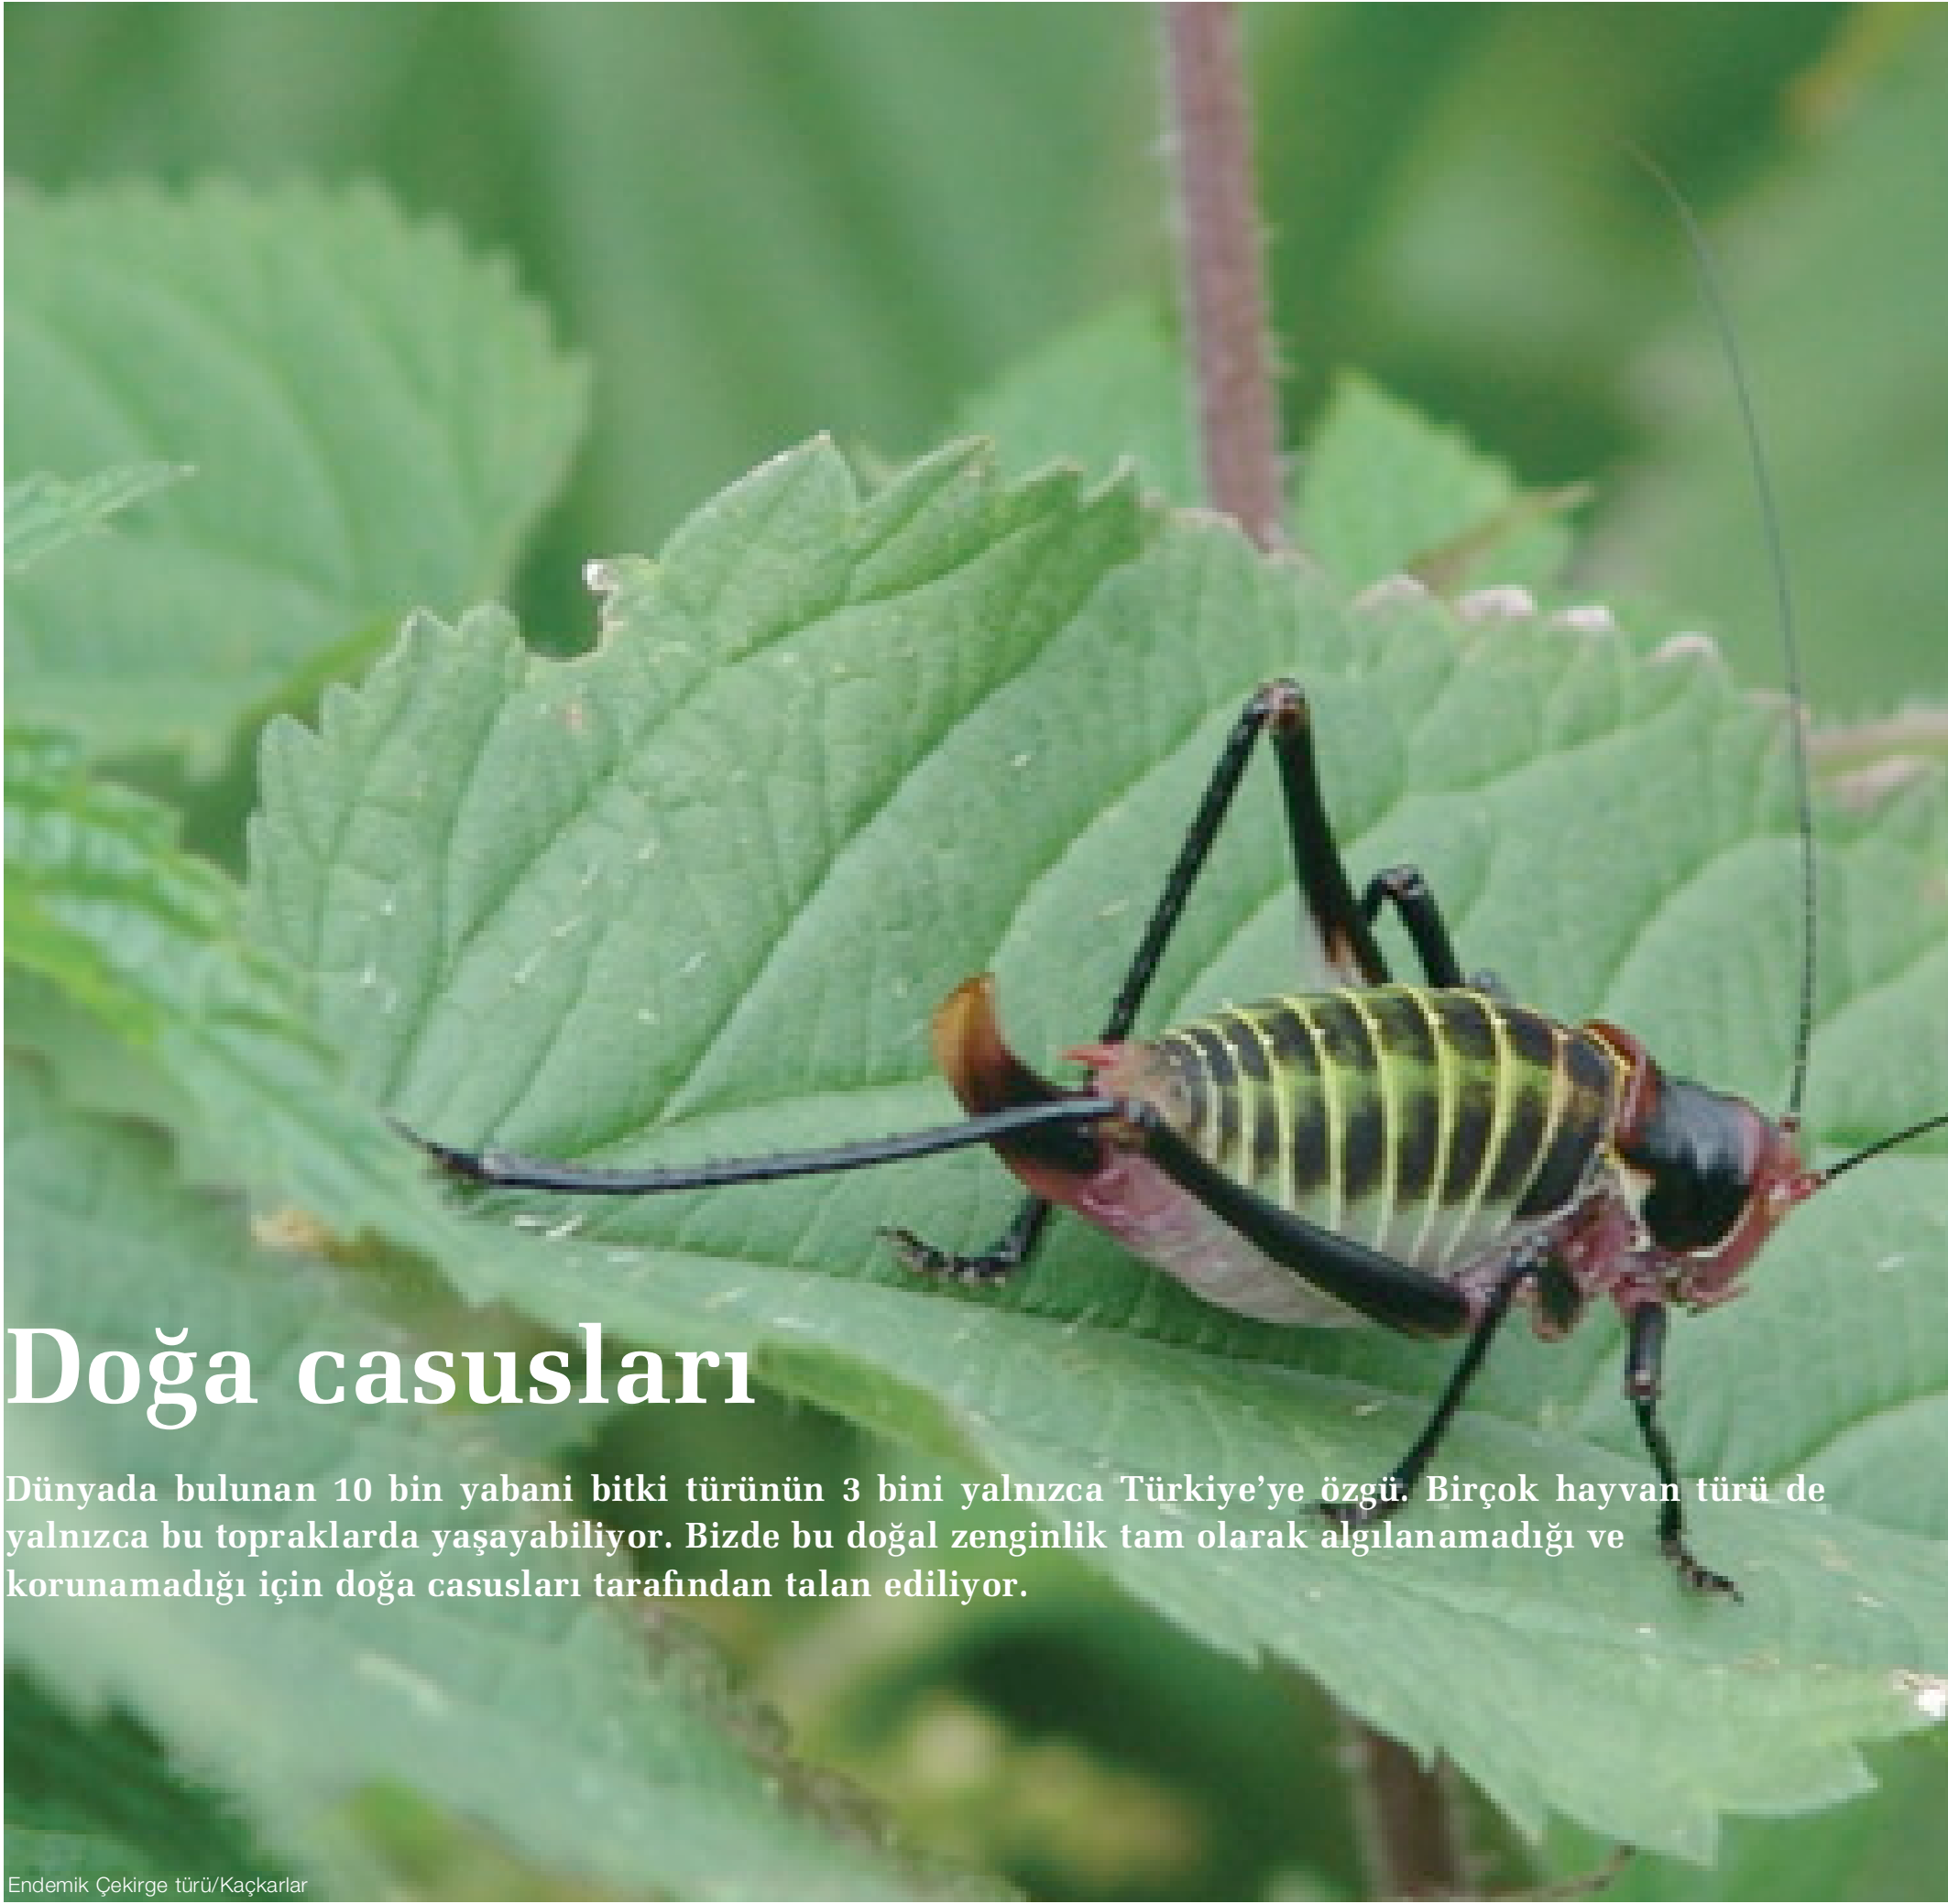 Doğa casusları
Dünyada bulunan 10 bin yabani bitki türünün 3 bini yalnızca Türkiye’ye özgü. Birçok hayvan türü de
yalnızca bu topraklarda yaşayabiliyor. Bizde bu doğal zenginlik tam olarak algılanamadığı ve
korunamadığı için doğa casusları tarafından talan ediliyor.
Endemik Çekirge türü/Kaçkarlar